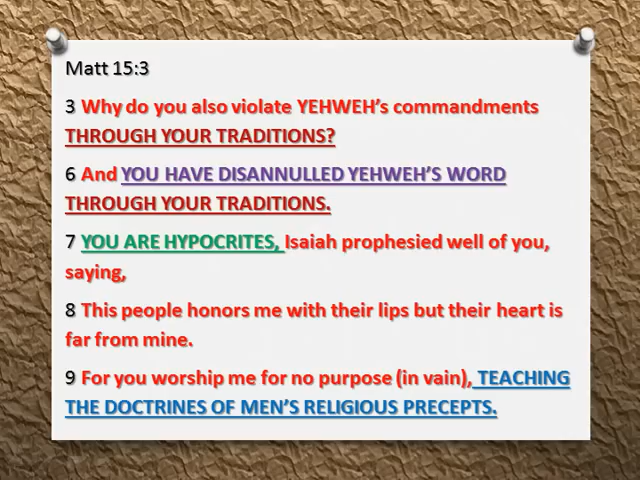 Matt 15:3
3 Why do you also violate YEHWEH's commandments
THROUGH YOUR TRADITIONS?
6 And YOU HAVE DISANNULLED YEHWEH'S WORD
THROUGH YOUR TRADITIONS.
7 YOU ARE HYPOCRITES, Isaiah prophesied well of you,
saying,
8 This people honors me with their lips but their heart is
far from mine.
9 For you worship me for no purpose (in vain), TEACHING
THE DOCTRINES OF MEN'S RELIGIOUS PRECEPTS.